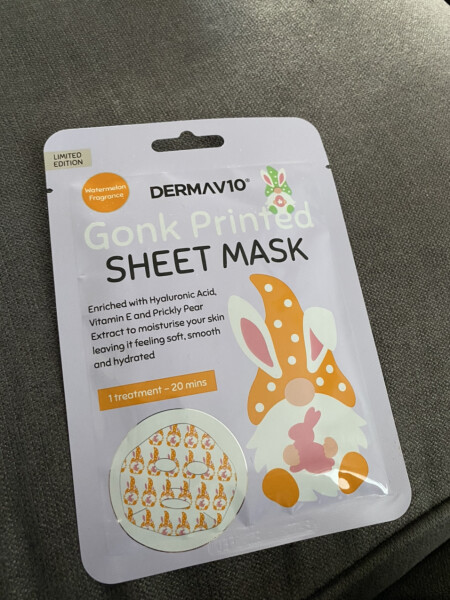 LIMITED
EDITION
Watermelon
Fragrance
DERMAV10®
Gonk Printed
SHEET MASK
Enriched with Hyaluronic Acid,
Vitamin E and Prickly Pear
Extract to moisturise your skin
leaving it feeling soft, smooth
and hydrated
1 treatment - 20 mins